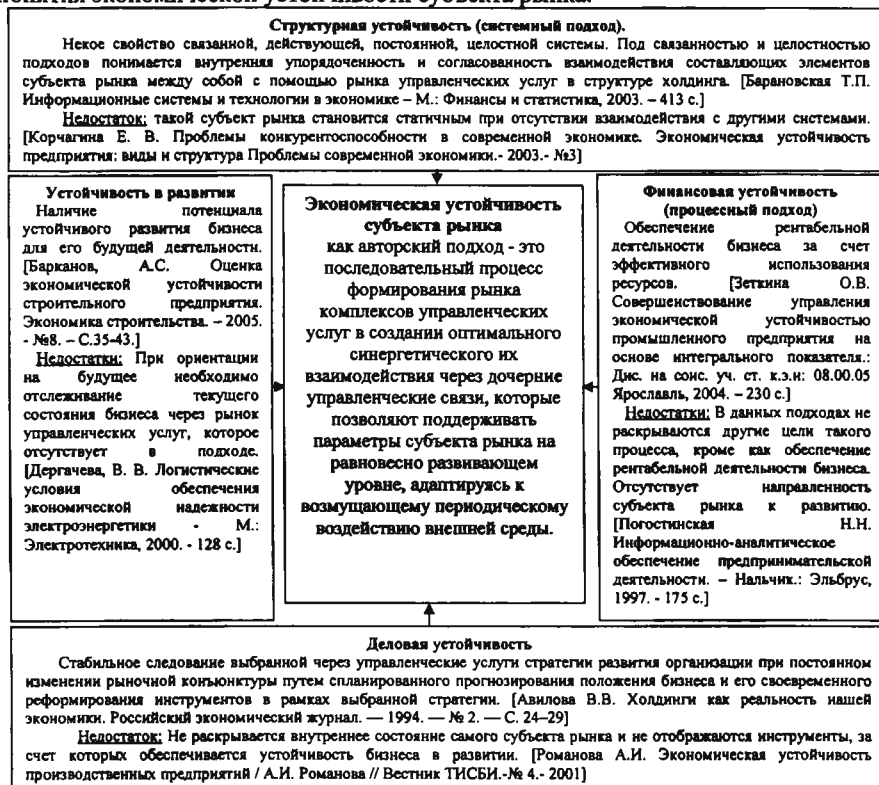 понятия экономической устойчивости субъекта рынка.
Структурная устойчивость (системный подход).
Некое свойство связанной, действующей, постоянной, целостной системы. Под связанностью и целостностью
подходов понимается внутренняя упорядоченность и согласованность взаимодействия составляющих элементов
субъекта рынка между собой с помощью рынка управленческих услуг в структуре холдинга. [Барановская Т.П.
Информационные системы и технологии в экономике – М.: Финансы и статистика, 2003. – 413 с.]
Недостаток: такой субъект рынка становится статичным при отсутствии взаимодействия с другими системами.
[Корчагина Е. В. Проблемы конкурентоспособности в современной экономике. Экономическая устойчивость
предприятия: виды и структура Проблемы современной экономики.- 2003.- №3]
Устойчивость в развитии
Наличие потенциала
устойчивого развития бизнеса
для его будущей деятельности.
[Барканов, А.С. Оценка
экономической устойчивости
строительного предприятия.
Экономика строительства. – 2005.
- №8. – С.35-43.]
Недостатки: При ориентации
на будущее необходимо
отслеживание текущего
состояния бизнеса через рынок
управленческих услуг, которое
отсутствует в подходе.
[Дергачева, В. В. Логистические
условия обеспечения
экономической надежности
электроэнергетики - М.:
Электротехника, 2000. - 128 с.]
Экономическая устойчивость
субъекта рынка
как авторский подход - это
последовательный процесс
формирования рынка
комплексов управленческих
услуг в создании оптимального
синергетического их
взаимодействия через дочерние
управленческие связи, которые
позволяют поддерживать
параметры субъекта рынка на
равновесно развивающем
уровне, адаптируясь к
возмущающему периодическому
воздействию внешней среды.
Финансовая устойчивость
(процессный подход)
Обеспечение рентабельной
деятельности бизнеса за счет
эффективного использования
ресурсов. [Зеткина О.В.
Совершенствование управления
экономической устойчивостью
промышленного предприятия на
основе интегрального показателя.:
Дис. на соис. уч. ст. к.э.н: 08.00.05
Ярославль, 2004. – 230 с.]
Недостатки: В данных подходах не
раскрываются другие цели такого
процесса, кроме как обеспечение
рентабельной деятельности бизнеса.
Отсутствует направленность
субъекта рынка к развитию.
[Погостинская Н.Н.
Информационно-аналитическое
обеспечение предпринимательской
деятельности. – Нальчик.: Эльбрус,
1997. - 175 с.]
Деловая устойчивость
Стабильное следование выбранной через управленческие услуги стратегии развития организации при постоянном
изменении рыночной конъюнктуры путем спланированного прогнозирования положения бизнеса и его своевременного
реформирования инструментов в рамках выбранной стратегии. [Авилова В.В. Холдинги как реальность нашей
экономики. Российский экономический журнал. — 1994. — № 2. — С. 24–29]
Недостаток: Не раскрывается внутреннее состояние самого субъекта рынка и не отображаются инструменты, за
счет которых обеспечивается устойчивость бизнеса в развитии. [Романова А.И. Экономическая устойчивость
производственных предприятий / А.И. Романова // Вестник ТИСБИ.-№ 4.- 2001]